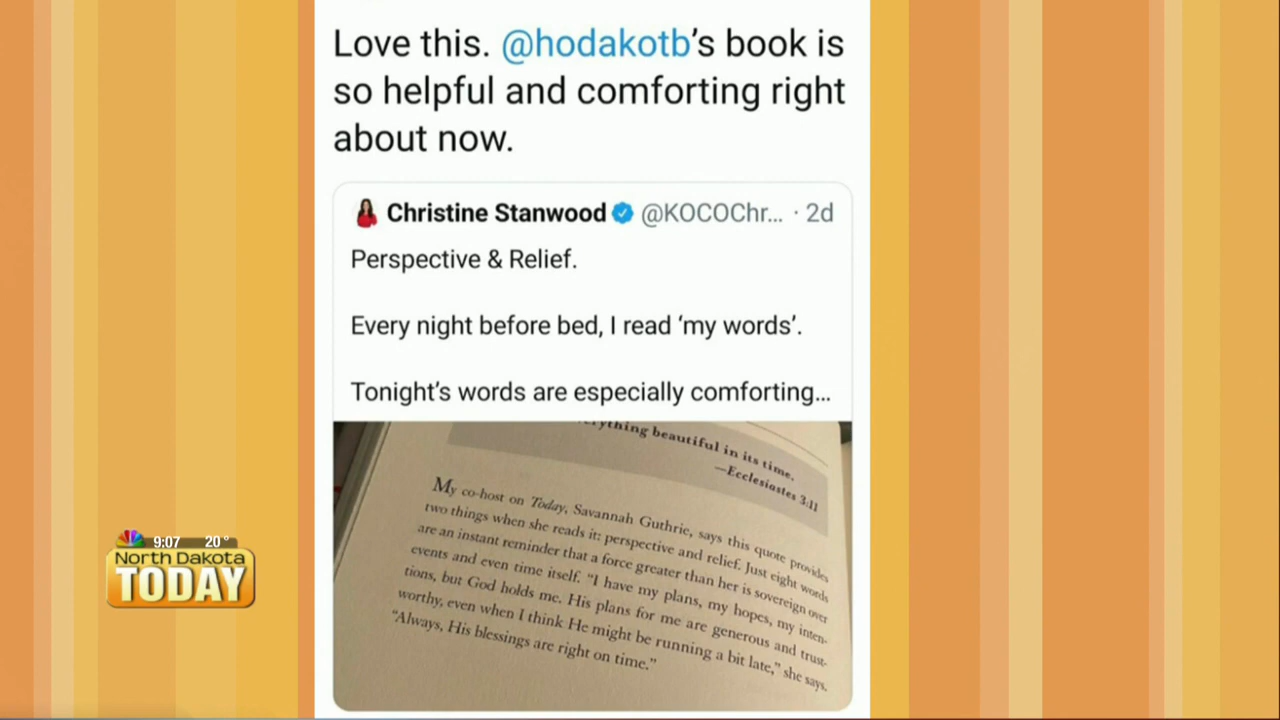 Love this. @hodakotb's book is
so helpful and comforting right
about now.
Christine Stanwood @KOCOChr... · 2d
Perspective & Relief.
Every night before bed, I read ‘my words’.
Tonight's words are especially comforting...
beautiful in its time.
—Ecclesiastes 3:11
My co-host on Today, Savannah Guthrie, says this quote provides
two things when she reads it: perspective and relief. Just eight words
are an instant reminder that a force greater than her is sovereign over
events and even time itself. "I have my plans, my hopes, my inten-
tions, but God holds me. His plans for me are generous and trust-
worthy, even when I think He might be running a bit late," she says.
"Always, His blessings are right on time."
9:07 20°
North Dakota
TODAY